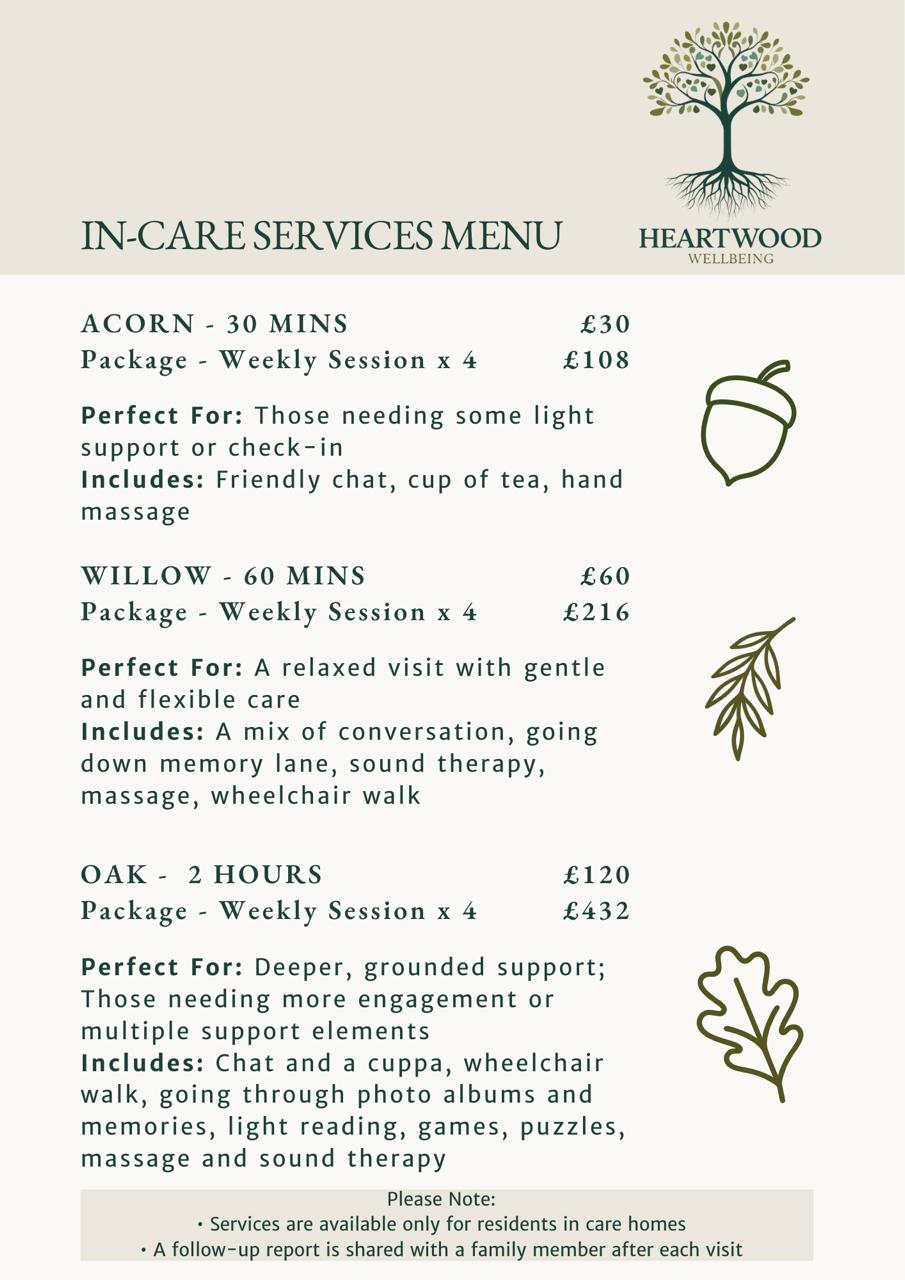 IN-CARE SERVICES MENU
HEARTWOOD
WELLBEING
ACORN - 30 MINS £30
Package - Weekly Session x 4 £108
Perfect For: Those needing some light
support or check-in
Includes: Friendly chat, cup of tea, hand
massage
WILLOW - 60 MINS £60
Package - Weekly Session x 4 £216
Perfect For: A relaxed visit with gentle
and flexible care
Includes: A mix of conversation, going
down memory lane, sound therapy,
massage, wheelchair walk
OAK -  2 HOURS £120
Package - Weekly Session x 4 £432
Perfect For: Deeper, grounded support;
Those needing more engagement or
multiple support elements
Includes: Chat and a cuppa, wheelchair
walk, going through photo albums and
memories, light reading, games, puzzles,
massage and sound therapy
Please Note:
• Services are available only for residents in care homes
• A follow-up report is shared with a family member after each visit